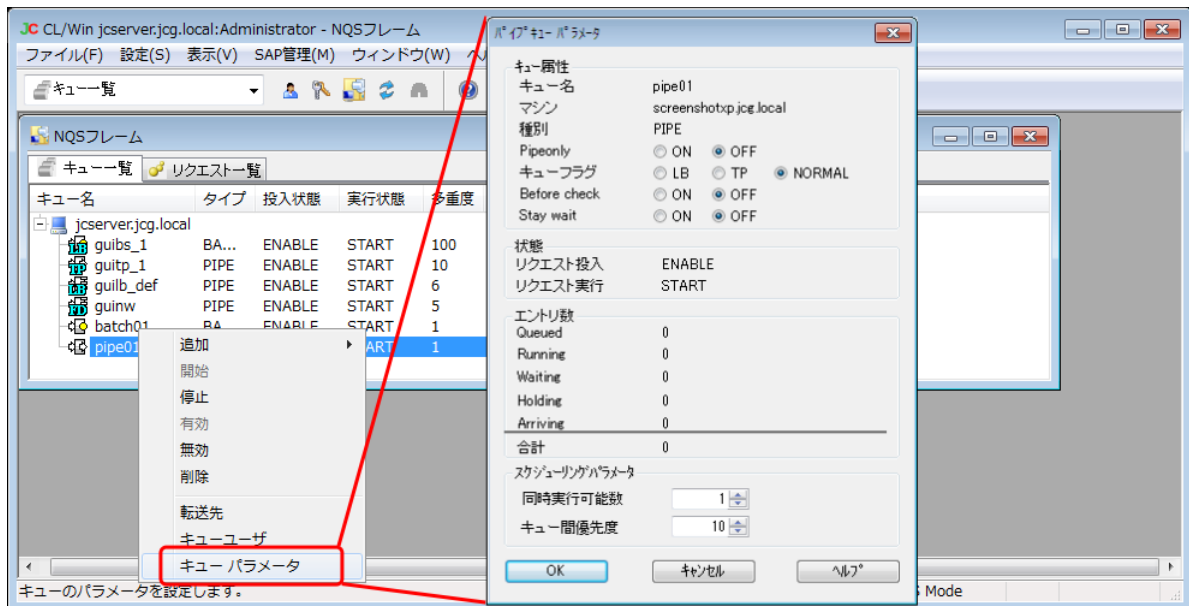 JC CL/Win jcserver.jcg.local:Administrator - NQSフレーム
ファイル(F) 設定(S) 表示(V) SAP管理(M) ウィンドウ(W)
キュー一覧
NQSフレーム
キュー一覧 リクエスト一覧
キュー名 タイプ 投入状態 実行状態 多重度
jcserver.jcg.local
guibs_1 BA... ENABLE START 100
guitp_1 PIPE ENABLE START 10
guilb_def PIPE ENABLE START 6
guinw PIPE ENABLE START 5
batch01 BA... ENABLE START 1
pipe01 ART 1
追加
開始
停止
有効
無効
削除
転送先
キューユーザ
キュー パラメータ
キューのパラメータを設定します。
Mode
ﾊﾟｲﾌﾟｷｭｰ ﾊﾟﾗﾒｰﾀ
ｷｭｰ属性
キュー名 pipe01
マシン screenshotxp.jcg.local
種別 PIPE
Pipeonly ON OFF
キューフラグ LB TP NORMAL
Before check ON OFF
Stay wait ON OFF
状態
リクエスト投入 ENABLE
リクエスト実行 START
エントリ数
Queued 0
Running 0
Waiting 0
Holding 0
Arriving 0
合計 0
ｽｹｼﾞｭｰﾘﾝｸﾞﾊﾟﾗﾒｰﾀ
同時実行可能数 1
キュー間優先度 10
OK ｷｬﾝｾﾙ ﾍﾙﾌﾟ